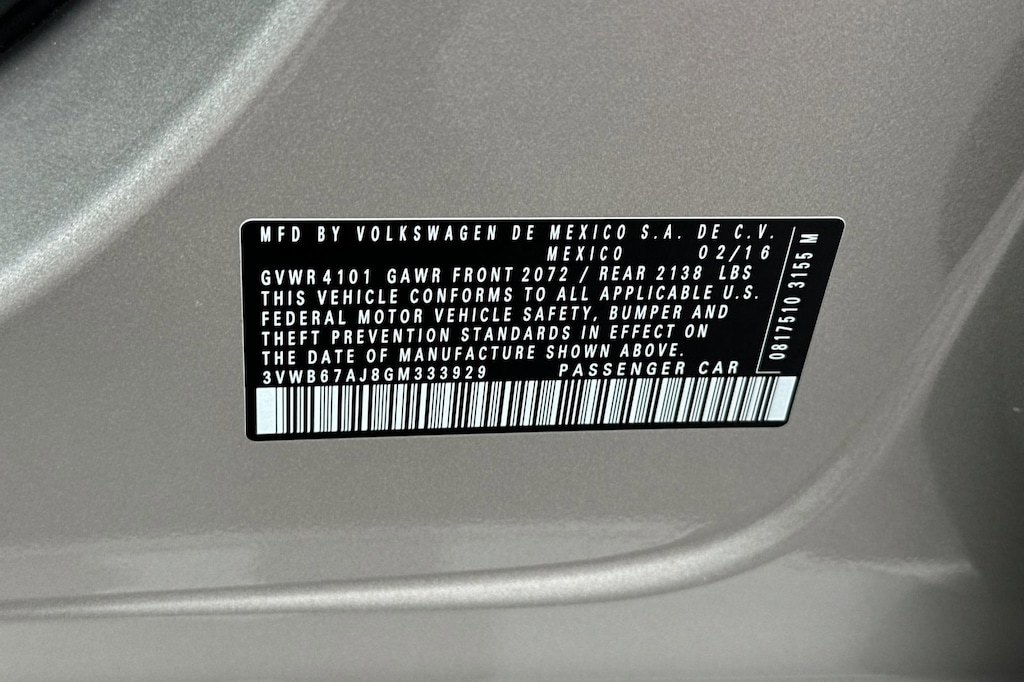 MFD BY VOLKSWAGEN DE MEXICO S.A. DE C.V.
MEXICO 02/16
GVWR 4101 GAWR FRONT 2072 / REAR 2138 LBS
THIS VEHICLE CONFORMS TO ALL APPLICABLE U.S.
FEDERAL MOTOR VEHICLE SAFETY, BUMPER AND
THEFT PREVENTION STANDARDS IN EFFECT ON
THE DATE OF MANUFACTURE SHOWN ABOVE.
3VWB67AJ8GM333929 PASSENGER CAR
0817510 3155 M